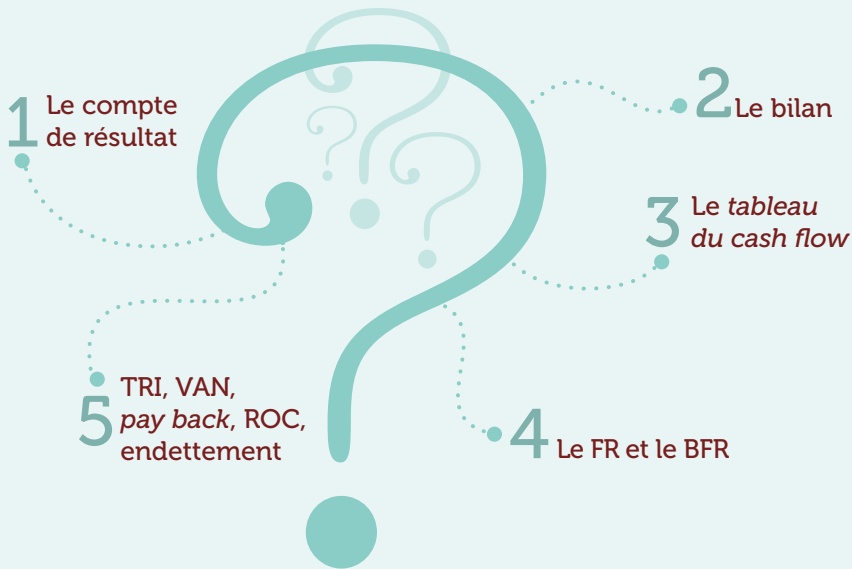 1 Le compte
de résultat
2 Le bilan
3 Le tableau
du cash flow
4 Le FR et le BFR
5 TRI, VAN,
pay back, ROC,
endettement